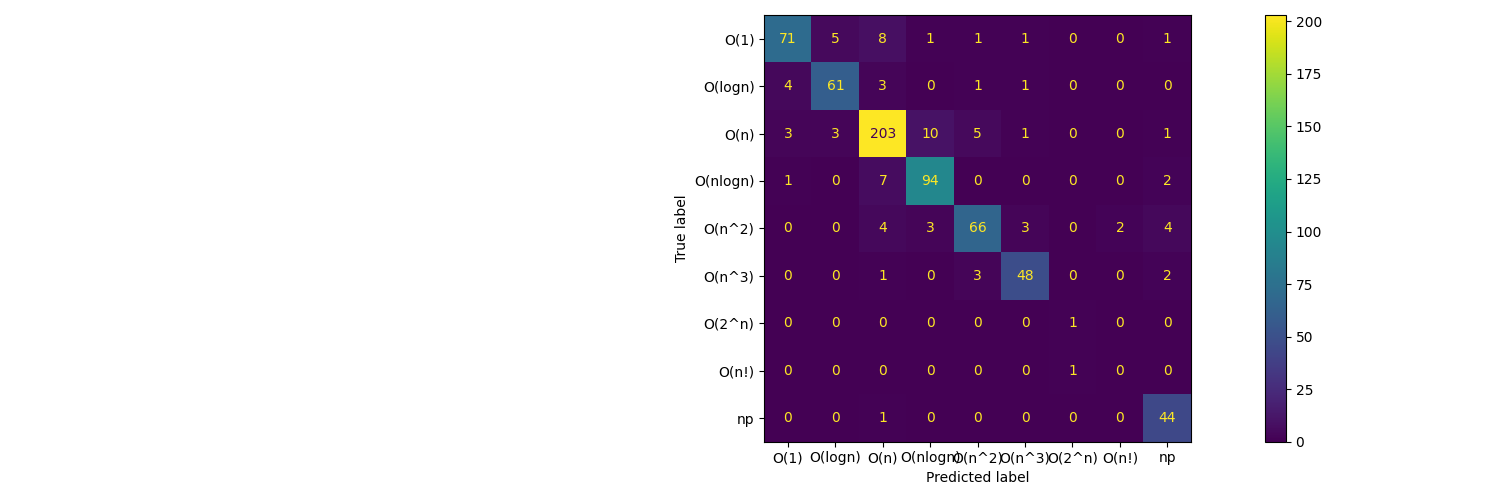 O(1) 71 5 8 1 1 1 0 0 1
O(logn) 4 61 3 0 1 1 0 0 0
O(n) 3 3 203 10 5 1 0 0 1
O(nlogn) 1 0 7 94 0 0 0 0 2
O(n^2) 0 0 4 3 66 3 0 2 4
O(n^3) 0 0 1 0 3 48 0 0 2
O(2^n) 0 0 0 0 0 0 1 0 0
O(n!) 0 0 0 0 0 0 1 0 0
np 0 0 1 0 0 0 0 0 44
O(1) O(logn) O(n) O(nlogn) O(n^2) O(n^3) O(2^n) O(n!) np
Predicted label
True label
200
175
150
125
100
75
50
25
0